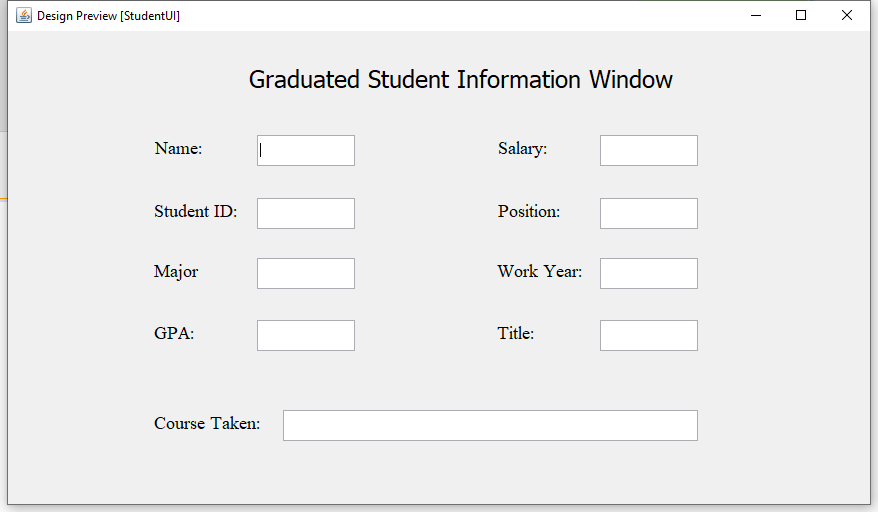 Design Preview [StudentUI]
Graduated Student Information Window
Name:
Salary:
Student ID:
Position:
Major
Work Year:
GPA:
Title:
Course Taken: